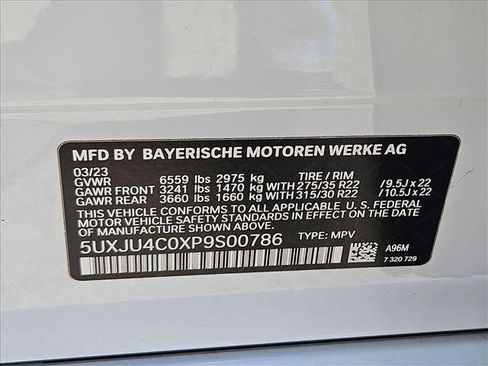 MFD BY BAYERISCHE MOTOREN WERKE AG
03/23 TIRE / RIM
GVWR 6559 lbs 2975 kg
GAWR FRONT 3241 lbs 1470 kg WITH 275/35 R22 / 9.5J x 22
GAWR REAR 3660 lbs 1660 kg WITH 315/30 R22 / 10.5J x 22
THIS VEHICLE CONFORMS TO ALL APPLICABLE U. S. FEDERAL
MOTOR VEHICLE SAFETY STANDARDS IN EFFECT ON THE DATE OF MANUFACTURE SHOWN ABOVE.
5UXJU4C0XP9S00786 TYPE: MPV
A96M
7 320 729